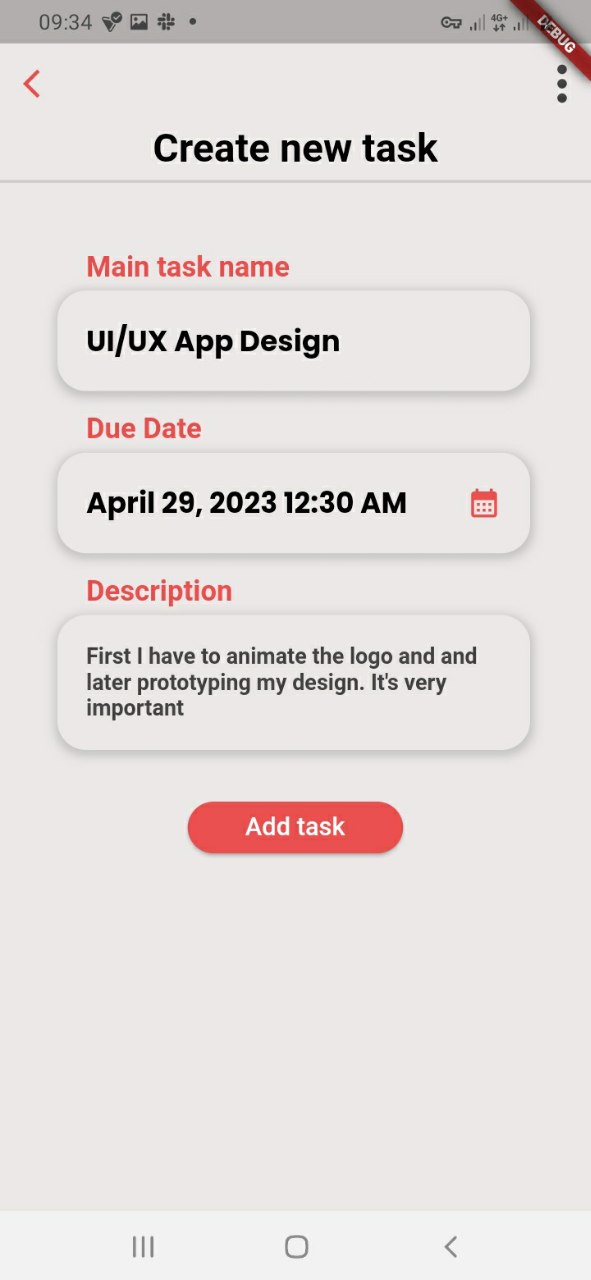 09:34
4G+
DEBUG
Create new task
Main task name
UI/UX App Design
Due Date
April 29, 2023 12:30 AM
Description
First I have to animate the logo and and
later prototyping my design. It's very
important
Add task